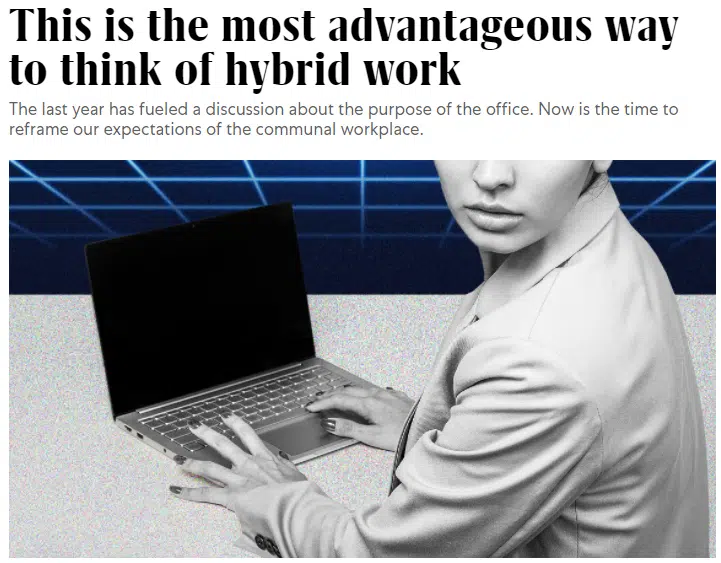 This is the most advantageous way
to think of hybrid work
The last year has fueled a discussion about the purpose of the office. Now is the time to
reframe our expectations of the communal workplace.